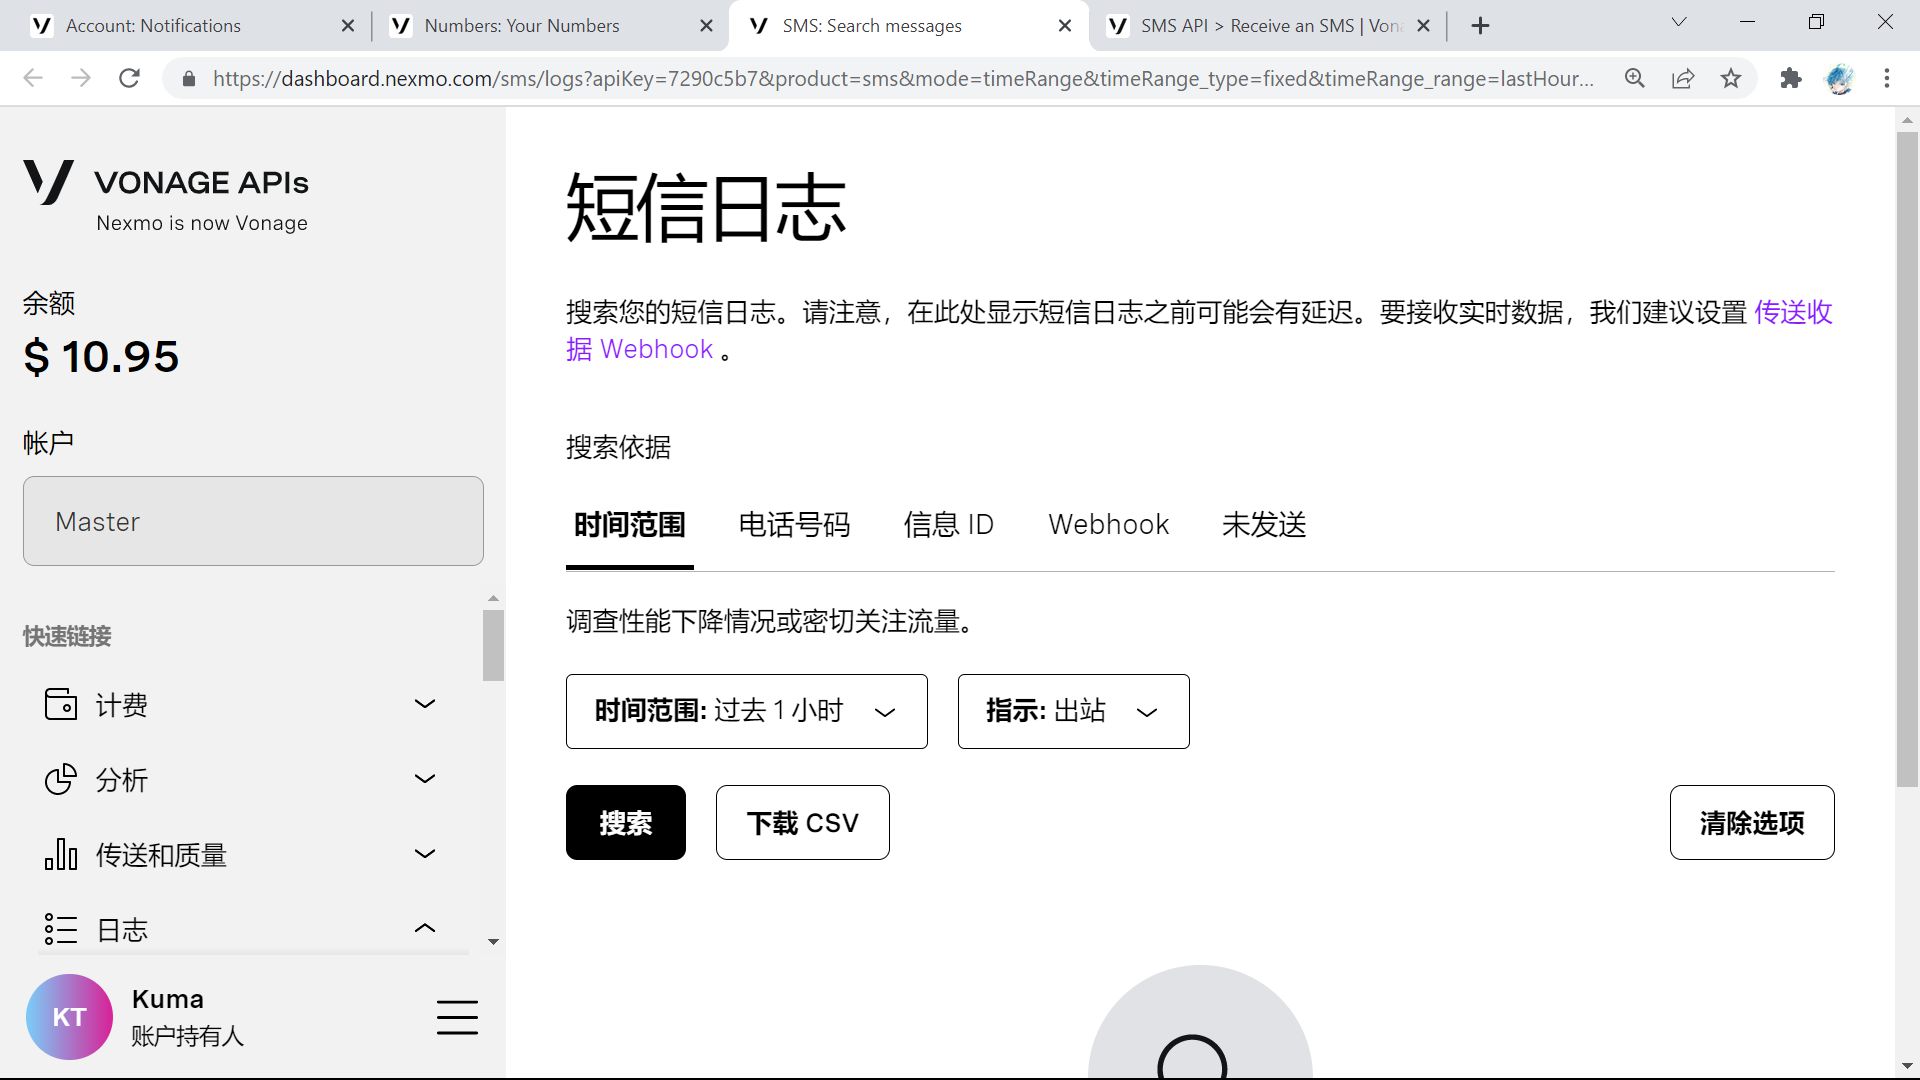 Account: Notifications
Numbers: Your Numbers
SMS: Search messages
SMS API > Receive an SMS | Von
https://dashboard.nexmo.com/sms/logs?apiKey=7290c5b7&product=sms&mode=timeRange&timeRange_type=fixed&timeRange_range=lastHour...
VONAGE APIs
Nexmo is now Vonage
余额
$ 10.95
帐户
Master
快速链接
计费
分析
传送和质量
日志
KT
Kuma
账户持有人
短信日志
搜索您的短信日志。请注意，在此处显示短信日志之前可能会有延迟。要接收实时数据，我们建议设置 传送收
据 Webhook 。
搜索依据
时间范围 电话号码 信息 ID Webhook 未发送
调查性能下降情况或密切关注流量。
时间范围: 过去 1 小时 指示: 出站
搜索 下载 CSV 清除选项